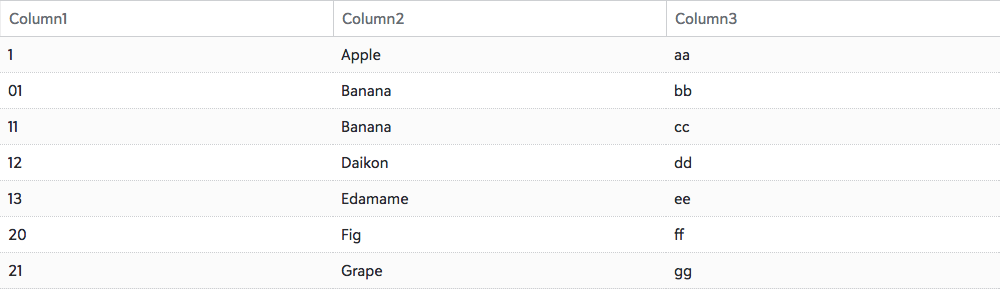 Column1 Column2 Column3
1 Apple aa
01 Banana bb
11 Banana cc
12 Daikon dd
13 Edamame ee
20 Fig ff
21 Grape gg